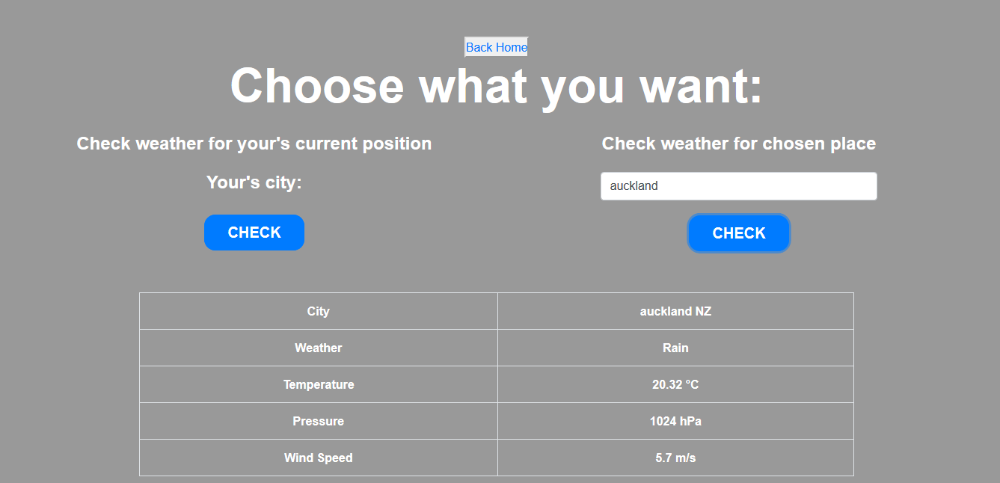 Back Home
Choose what you want:
Check weather for your's current position
Your's city:
CHECK
Check weather for chosen place
auckland
CHECK
City auckland NZ
Weather Rain
Temperature 20.32 °C
Pressure 1024 hPa
Wind Speed 5.7 m/s